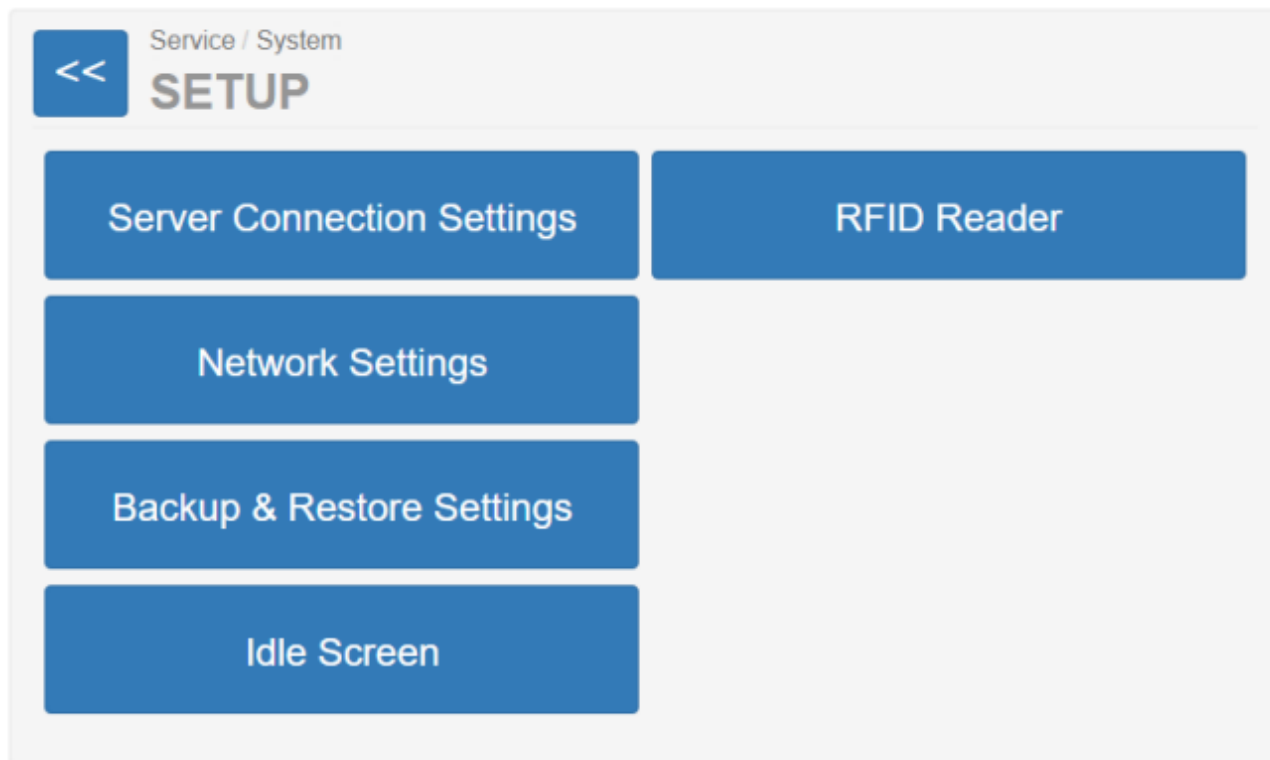 <<
Service / System
SETUP
Server Connection Settings
RFID Reader
Network Settings
Backup & Restore Settings
Idle Screen